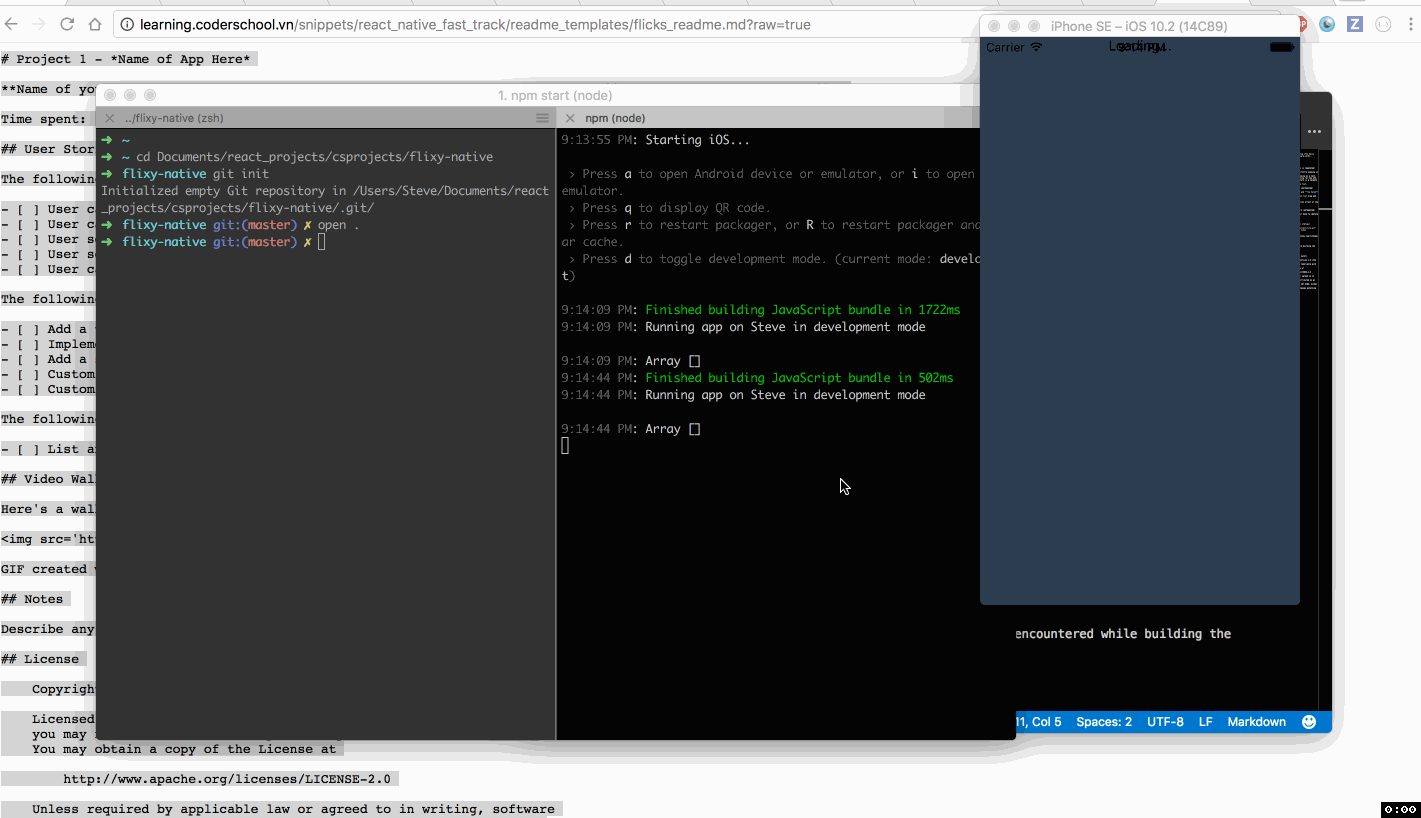 learning.coderschool.vn/snippets/react_native_fast_track/readme_templates/flicks_readme.md?raw=true
iPhone SE – iOS 10.2 (14C89)
Carrier
Loading...
# Project 1 - *Name of App Here*
**Name of yo
Time spent:
## User Stor
The followin
- [ ] User c
- [ ] User c
- [ ] User s
- [ ] User s
- [ ] User c
The followin
- [ ] Add a
- [ ] Impleme
- [ ] Add a
- [ ] Custom
- [ ] Custom
The followin
- [ ] List a
## Video Wal
Here's a wal
<img src='ht
GIF created
## Notes
Describe any
## License
Copyrigh
Licensed
you may
You may obtain a copy of the License at
http://www.apache.org/licenses/LICENSE-2.0
Unless required by applicable law or agreed to in writing, software
1. npm start (node)
../flixy-native (zsh)
➜ ~
➜ ~ cd Documents/react_projects/csprojects/flixy-native
➜ flixy-native git init
Initialized empty Git repository in /Users/Steve/Documents/react
_projects/csprojects/flixy-native/.git/
➜ flixy-native git:(master) ✗ open .
➜ flixy-native git:(master) ✗
npm (node)
9:13:55 PM: Starting iOS...
› Press a to open Android device or emulator, or i to open
emulator.
› Press q to display QR code.
› Press r to restart packager, or R to restart packager and
ar cache.
› Press d to toggle development mode. (current mode: develo
t)
9:14:09 PM: Finished building JavaScript bundle in 1722ms
9:14:09 PM: Running app on Steve in development mode
9:14:09 PM: Array []
9:14:44 PM: Finished building JavaScript bundle in 502ms
9:14:44 PM: Running app on Steve in development mode
9:14:44 PM: Array []
encountered while building the
11, Col 5 Spaces: 2 UTF-8 LF Markdown
0:00